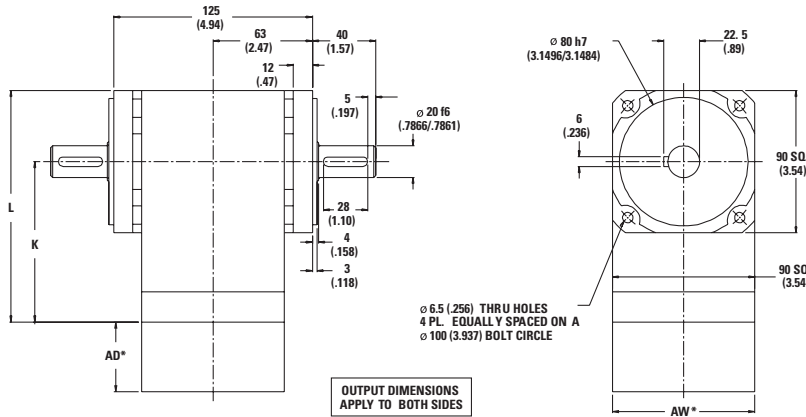 125
(4.94)
63
(2.47)
40
(1.57)
12
(.47)
5
(.197)
Ø 20 f6
(.7866/.7861)
L
K
28
(1.10)
4
(.158)
3
(.118)
AD*
OUTPUT DIMENSIONS
APPLY TO BOTH SIDES
Ø 80 h7
(3.1496/3.1484)
22. 5
(.89)
6
(.236)
90 SQ.
(3.54)
90 SQ
(3.54
Ø 6.5 (.256) THRU HOLES
4 PL. EQUALLY SPACED ON A
Ø 100 (3.937) BOLT CIRCLE
AW*